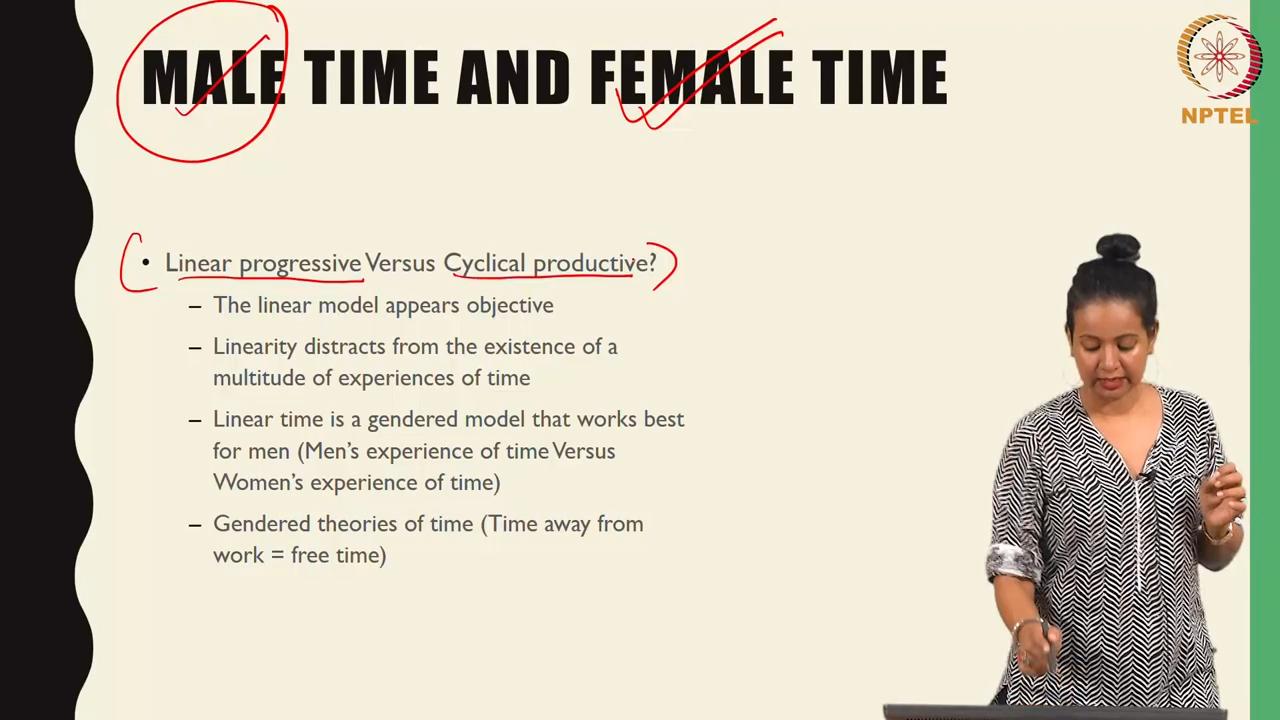 MALE TIME AND FEMALE TIME
NPTEL
• Linear progressive Versus Cyclical productive?
– The linear model appears objective
– Linearity distracts from the existence of a
multitude of experiences of time
– Linear time is a gendered model that works best
for men (Men's experience of time Versus
Women's experience of time)
– Gendered theories of time (Time away from
work = free time)